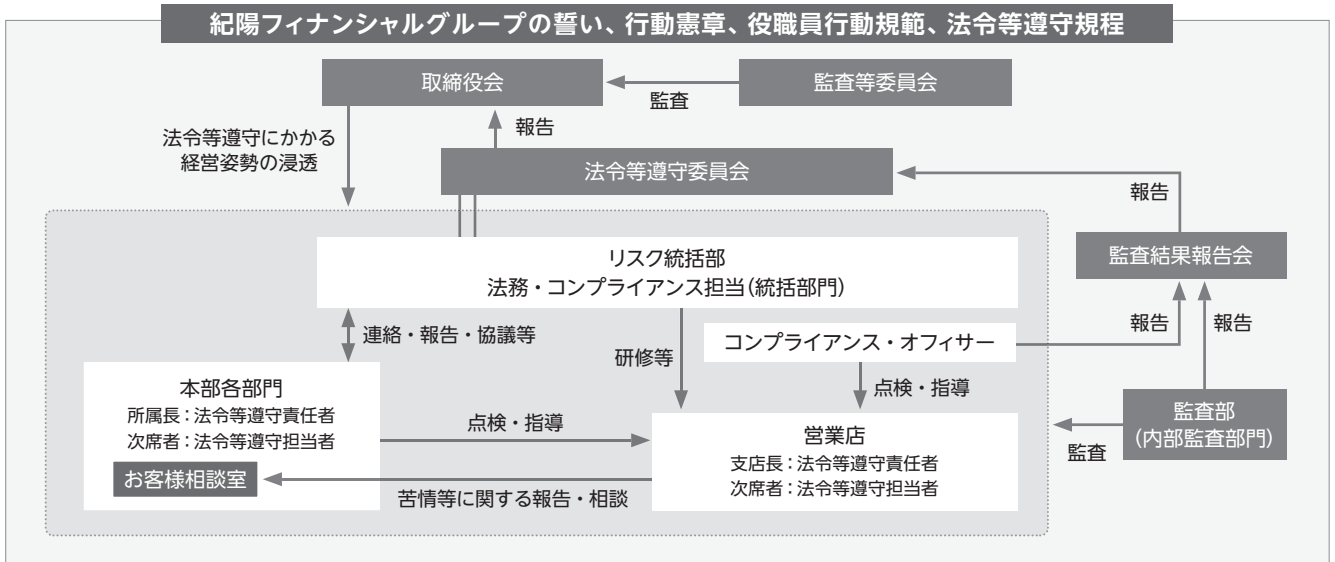 紀陽フィナンシャルグループの誓い、行動憲章、役職員行動規範、法令等遵守規程
取締役会
監査
監査等委員会
法令等遵守にかかる
経営姿勢の浸透
報告
法令等遵守委員会
報告
リスク統括部
法務・コンプライアンス担当(統括部門)
監査結果報告会
連絡・報告・協議等
研修等
コンプライアンス・オフィサー
報告
報告
点検・指導
本部各部門
所属長:法令等遵守責任者
次席者:法令等遵守担当者
お客様相談室
点検・指導
営業店
支店長:法令等遵守責任者
次席者:法令等遵守担当者
監査
監査部
(内部監査部門)
苦情等に関する報告・相談